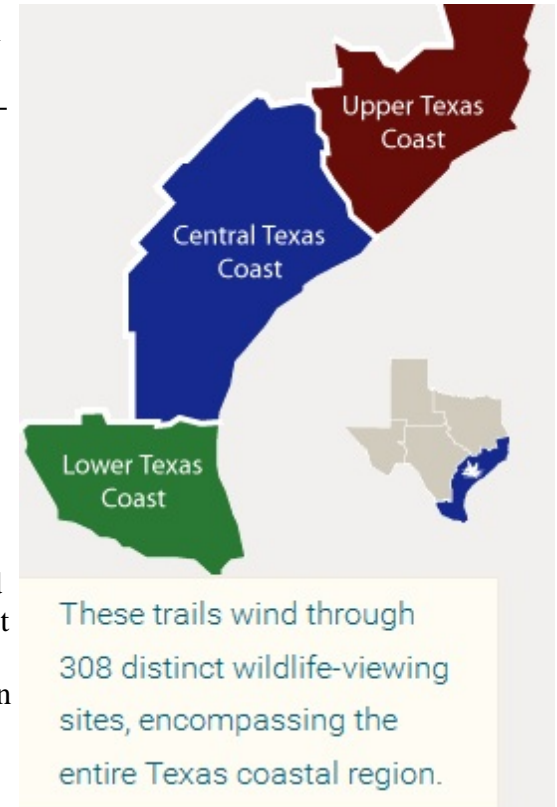 Upper Texas
Coast
Central Texas
Coast
Lower Texas
Coast
These trails wind through
308 distinct wildlife-viewing
sites, encompassing the
entire Texas coastal region.